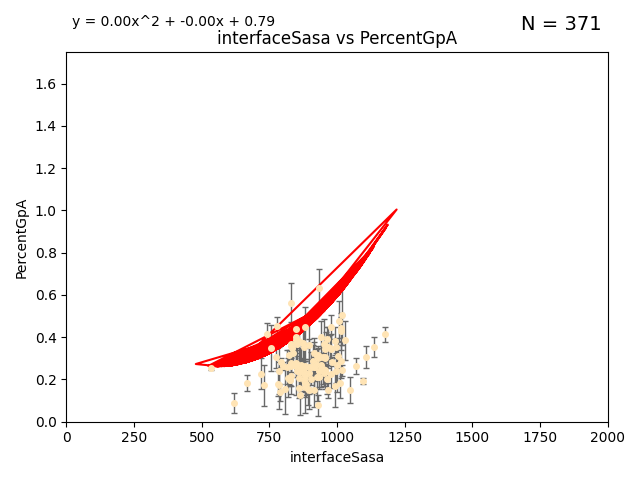 y = 0.00x^2 + -0.00x + 0.79
N = 371
interfaceSasa vs PercentGpA
PercentGpA
1.6
1.4
1.2
1.0
0.8
0.6
0.4
0.2
0.0
0 250 500 750 1000 1250 1500 1750 2000
interfaceSasa